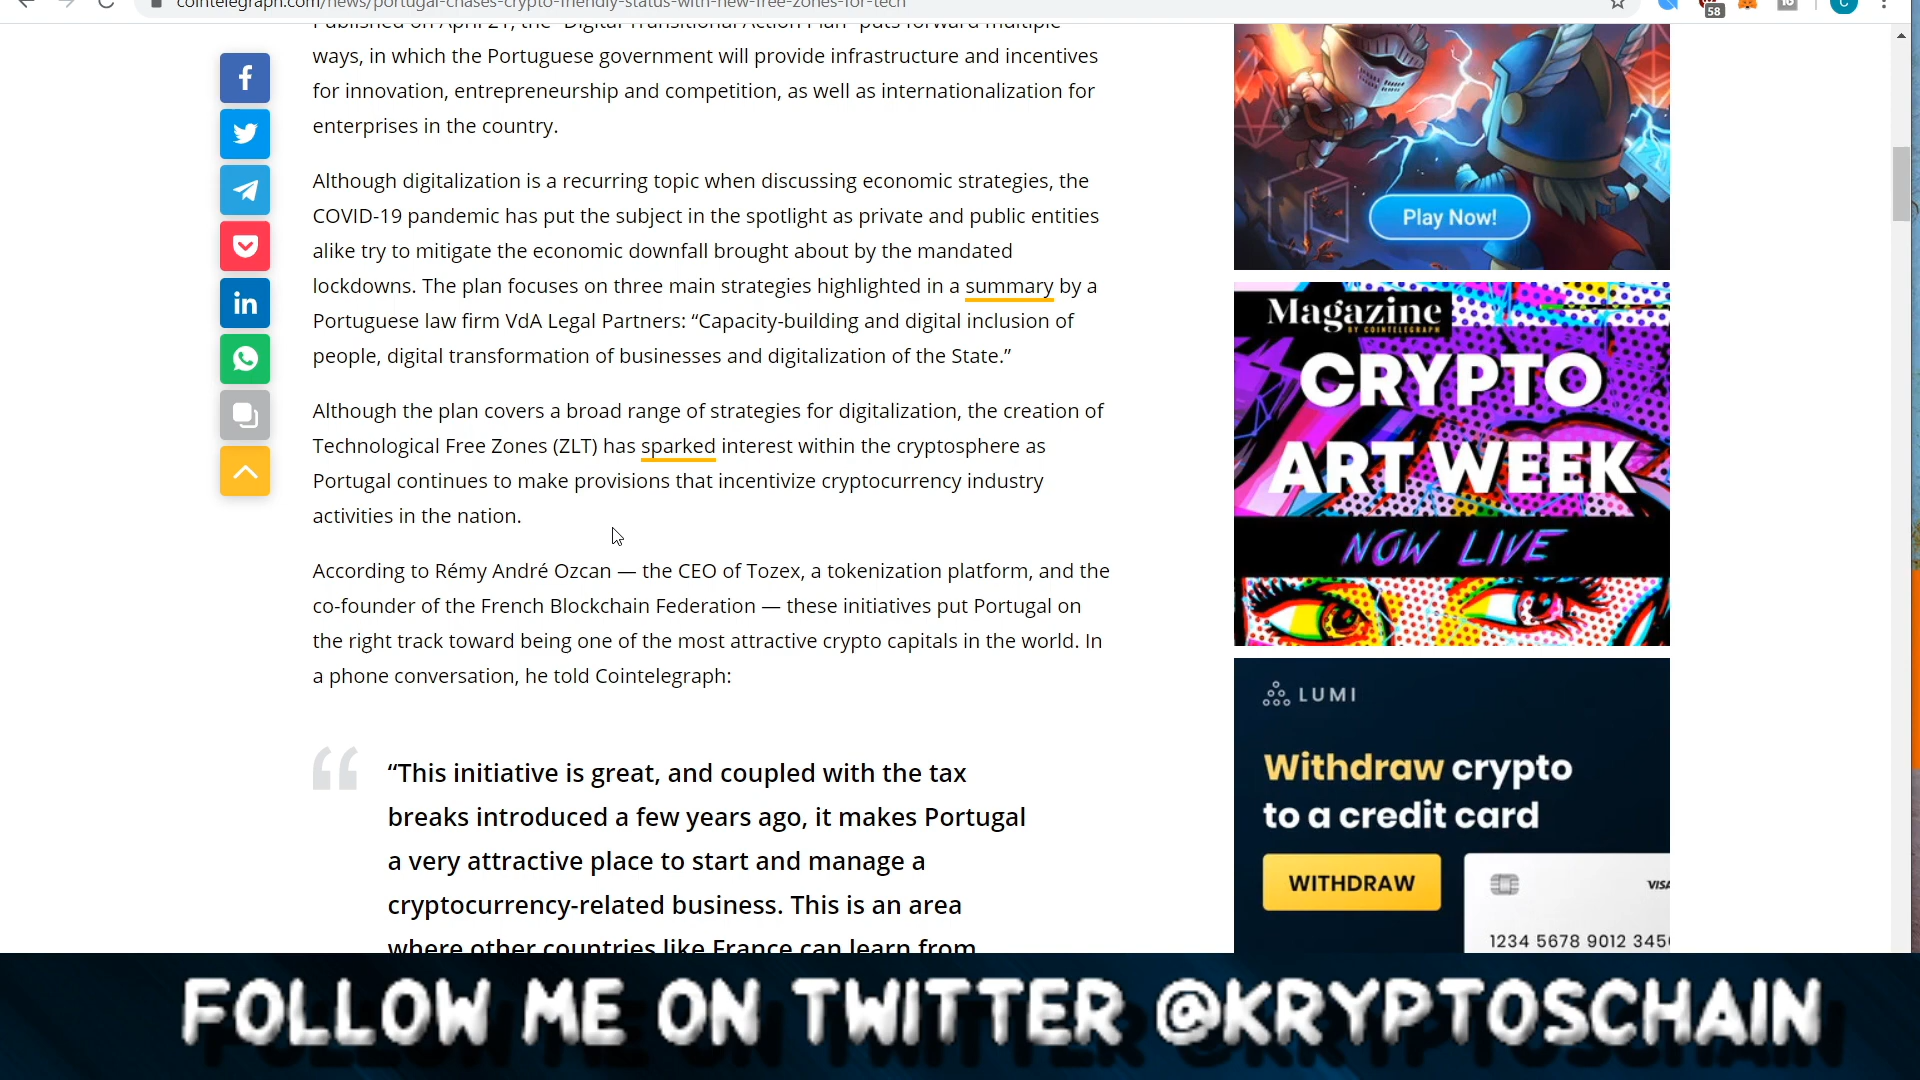 cointelegraph.com/news/portugal-chases-crypto-friendly-status-with-new-free-zones-for-tech
58
C
Published on April 21, the “Digital Transitional Action Plan” puts forward multiple
ways, in which the Portuguese government will provide infrastructure and incentives
for innovation, entrepreneurship and competition, as well as internationalization for
enterprises in the country.
Although digitalization is a recurring topic when discussing economic strategies, the
COVID-19 pandemic has put the subject in the spotlight as private and public entities
alike try to mitigate the economic downfall brought about by the mandated
lockdowns. The plan focuses on three main strategies highlighted in a summary by a
Portuguese law firm VdA Legal Partners: “Capacity-building and digital inclusion of
people, digital transformation of businesses and digitalization of the State.”
Although the plan covers a broad range of strategies for digitalization, the creation of
Technological Free Zones (ZLT) has sparked interest within the cryptosphere as
Portugal continues to make provisions that incentivize cryptocurrency industry
activities in the nation.
According to Rémy André Ozcan — the CEO of Tozex, a tokenization platform, and the
co-founder of the French Blockchain Federation — these initiatives put Portugal on
the right track toward being one of the most attractive crypto capitals in the world. In
a phone conversation, he told Cointelegraph:
“This initiative is great, and coupled with the tax
breaks introduced a few years ago, it makes Portugal
a very attractive place to start and manage a
cryptocurrency-related business. This is an area
where other countries like France can learn from
Play Now!
Magazine
BY COINTELEGRAPH
CRYPTO
ART WEEK
NOW LIVE
LUMI
Withdraw crypto
to a credit card
WITHDRAW
VISA
1234 5678 9012 3456
FOLLOW ME ON TWITTER @KRYPTOSCHAIN